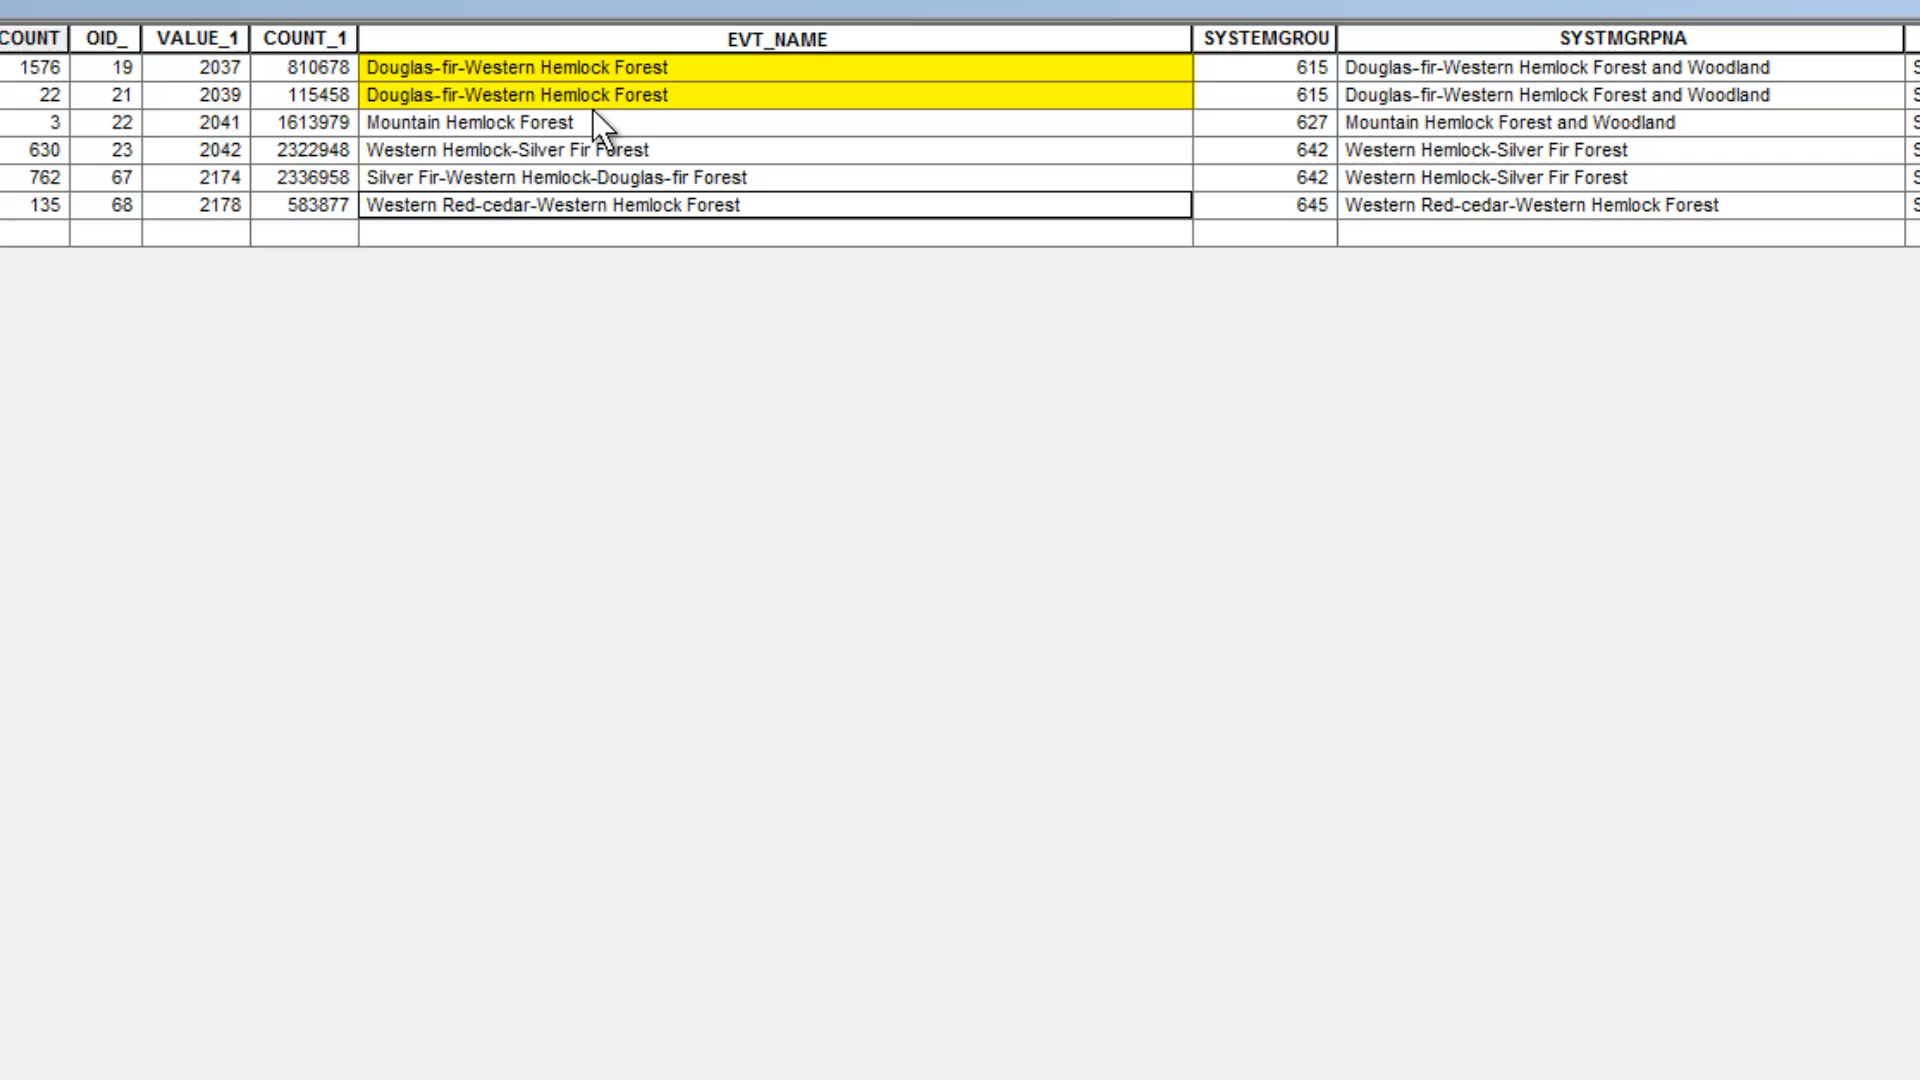 COUNT OID_ VALUE_1 COUNT_1 EVT_NAME SYSTEMGROU SYSTMGRPNA
1576 19 2037 810678 Douglas-fir-Western Hemlock Forest 615 Douglas-fir-Western Hemlock Forest and Woodland S
22 21 2039 115458 Douglas-fir-Western Hemlock Forest 615 Douglas-fir-Western Hemlock Forest and Woodland S
3 22 2041 1613979 Mountain Hemlock Forest 627 Mountain Hemlock Forest and Woodland S
630 23 2042 2322948 Western Hemlock-Silver Fir Forest 642 Western Hemlock-Silver Fir Forest S
762 67 2174 2336958 Silver Fir-Western Hemlock-Douglas-fir Forest 642 Western Hemlock-Silver Fir Forest S
135 68 2178 583877 Western Red-cedar-Western Hemlock Forest 645 Western Red-cedar-Western Hemlock Forest S